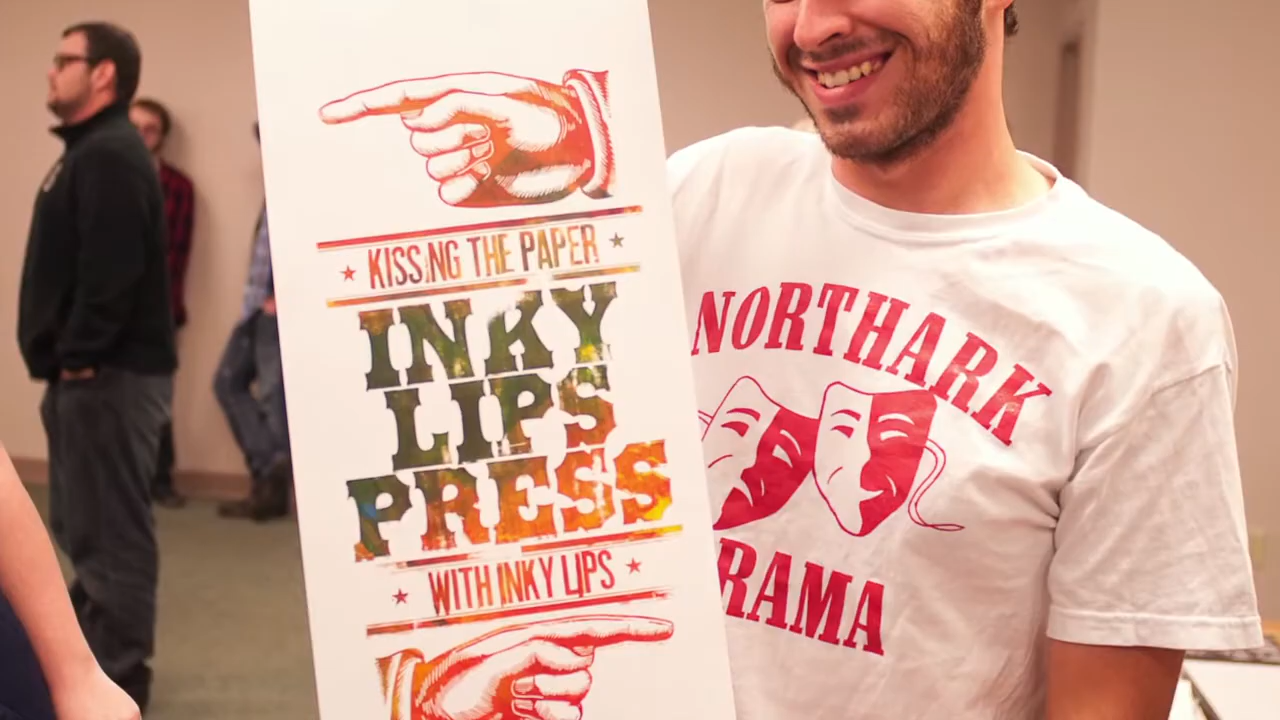 KISSING THE PAPER
INKY
LIPS
PRESS
WITH INKY LIPS
NORTHARK
RAMA